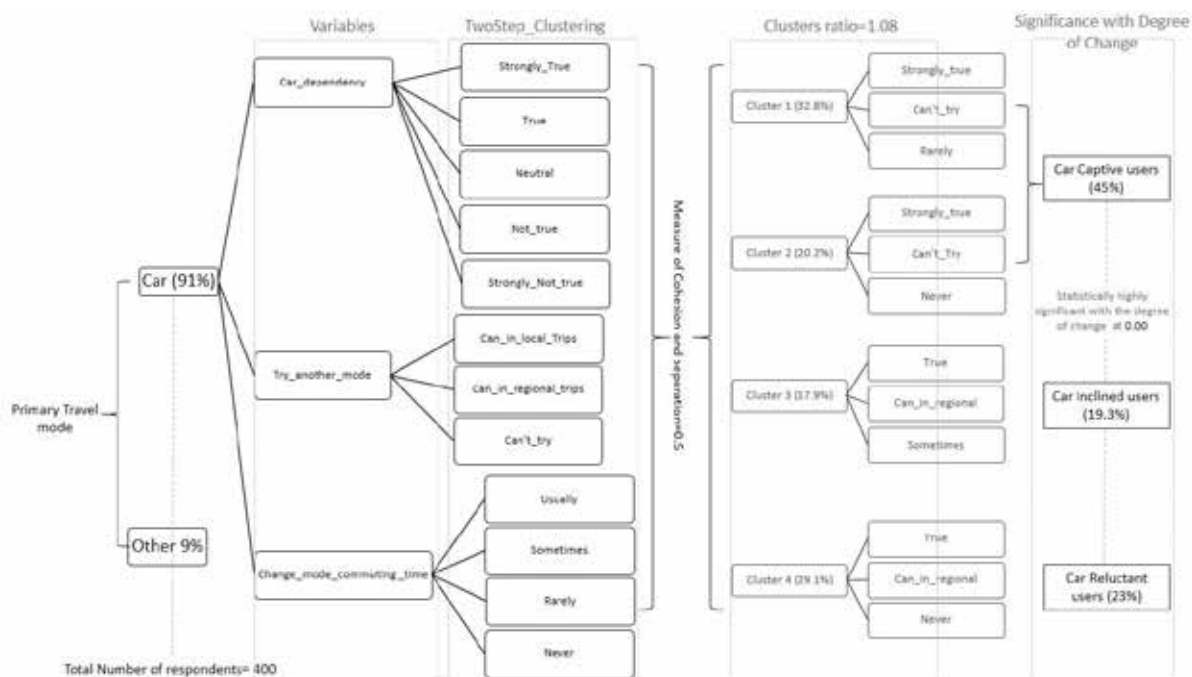 Variables
TwoStep_Clustering
Clusters ratio=1.08
Significance with Degree
of Change
Primary Travel
mode
Car (91%)
Other 9%
Total Number of respondents= 400
Car_dependency
Try_another_mode
Change_mode_commuting_time
Strongly_True
True
Neutral
Not_true
Strongly_Not_true
Can_in_local_Trips
Can_in_regional_trips
Can't_try
Usually
Sometimes
Rarely
Never
Measure of Cohesion and seperation=0.5
Cluster 1 (32.8%)
Strongly_true
Can't_try
Rarely
Cluster 2 (20.2%)
Strongly_true
Can't_Try
Never
Cluster 3 (17.9%)
True
Can_in_regional
Sometimes
Cluster 4 (29.1%)
True
Can_in_regional
Never
Car Captive users
(45%)
Statistically highly
significant with the degree
of change at 0.00
Car Inclined users
(19.3%)
Car Reluctant
users (23%)